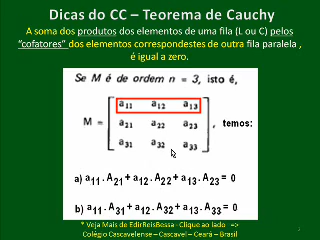 Dicas do CC – Teorema de Cauchy
A soma dos produtos dos elementos de uma fila (L ou C) pelos
“cofatores” dos elementos correspondestes de outra fila paralela ,
é igual a zero.
Se M é de ordem n = 3, isto é,
a11 a12 a13
M = a21 a22 a23 , temos:
a31 a32 a33
a) a11 . A21 + a12 . A22 + a13 . A23 = 0
b) a11 . A31 + a12 . A32 + a13 . A33 = 0
* Veja Mais de EdirReisBessa - Clique ao lado =>
Colégio Cascavelense – Cascavel – Ceará – Brasil